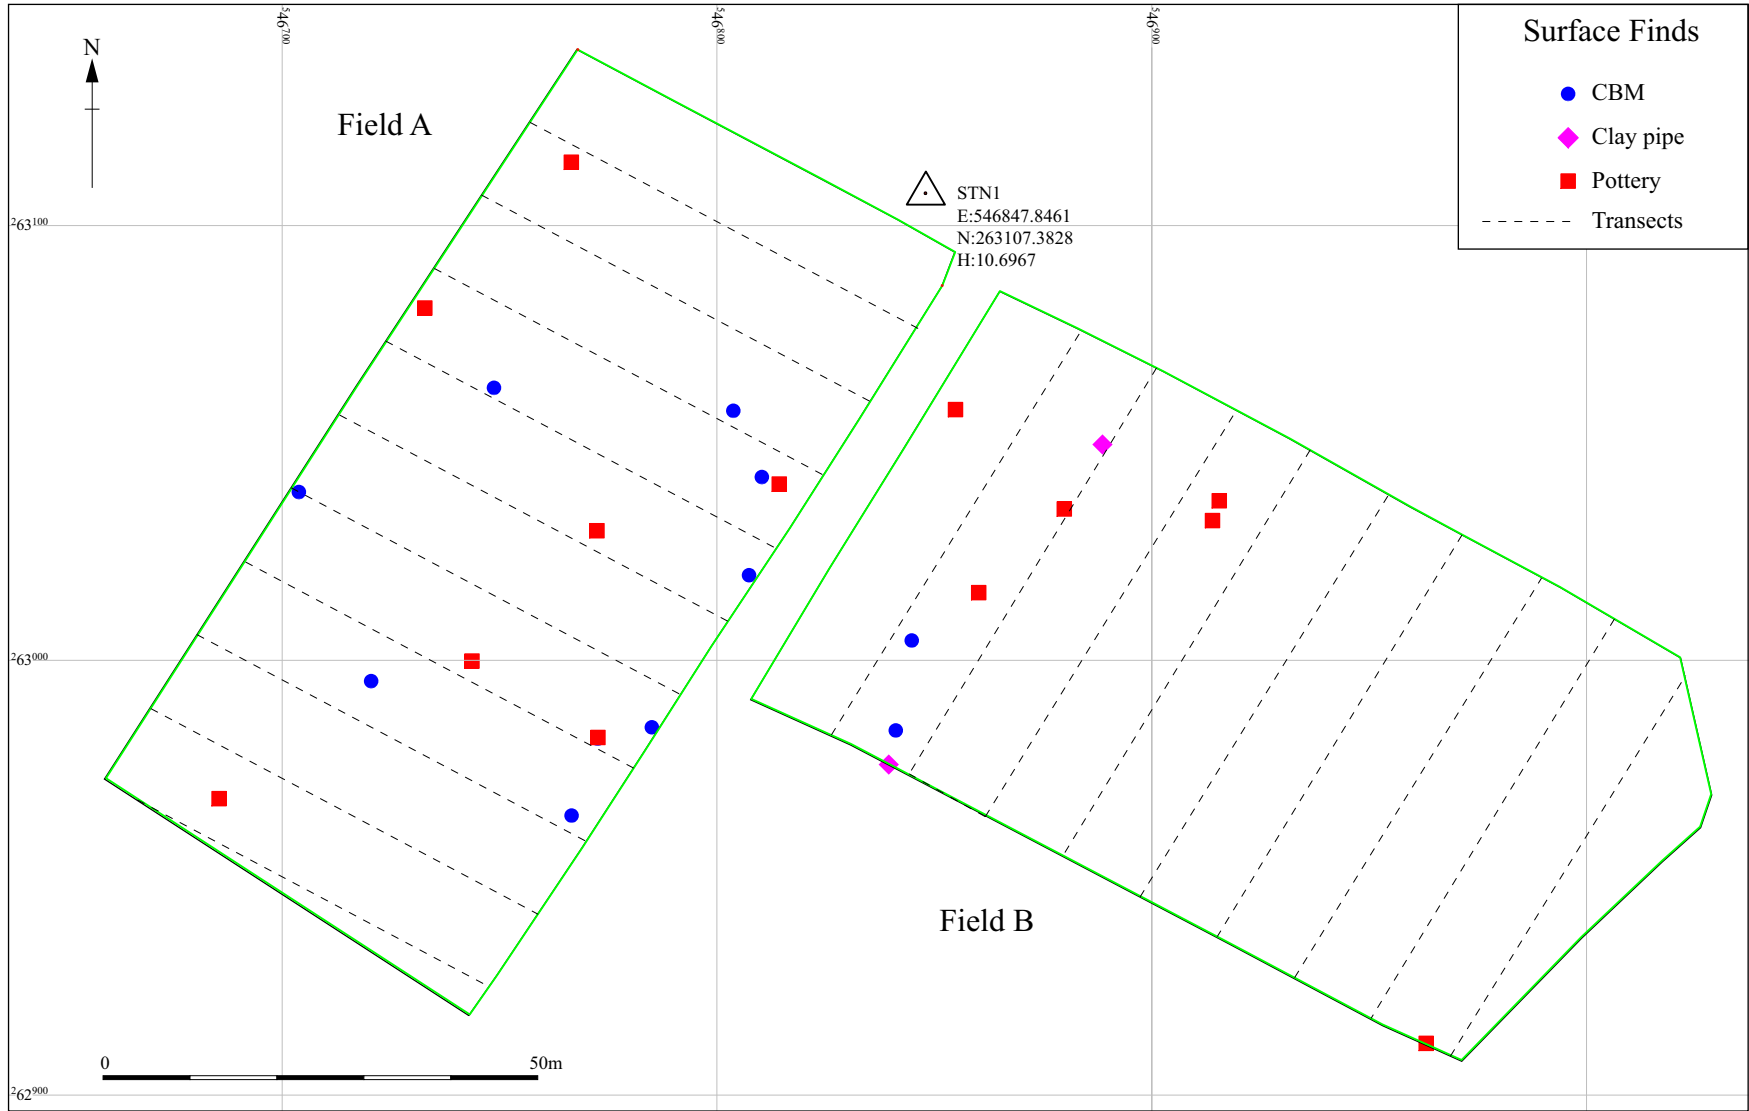 546700
546800
546900
Surface Finds
N
CBM
Field A
Clay pipe
Pottery
STN1
E:546847.8461
N:263107.3828
H:10.6967
Transects
263100
263000
Field B
0 50m
262900